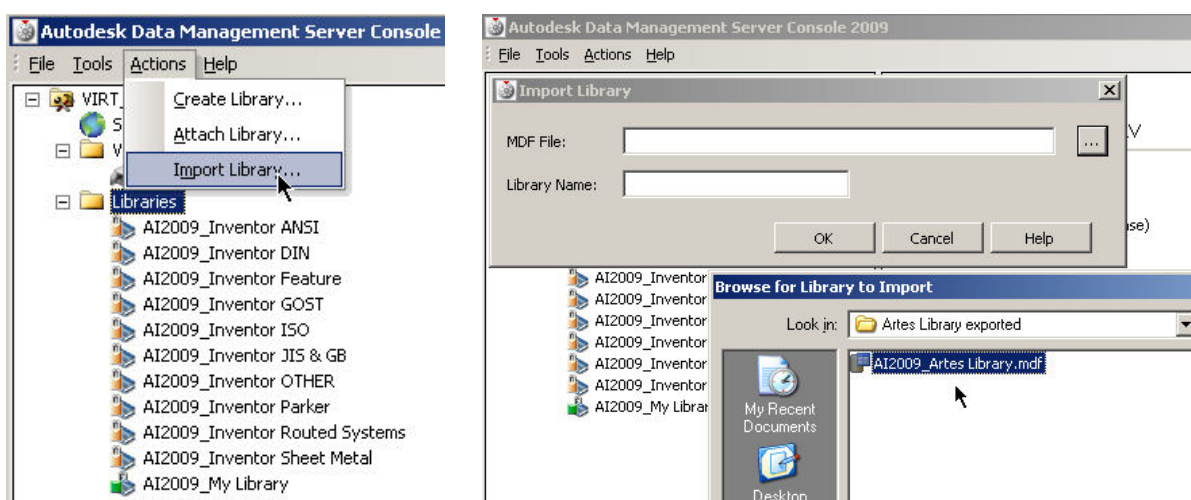 Autodesk Data Management Server Console
File Tools Actions Help
VIRT_
Create Library...
S
Attach Library...
V
Import Library...
Libraries
AI2009_Inventor ANSI
AI2009_Inventor DIN
AI2009_Inventor Feature
AI2009_Inventor GOST
AI2009_Inventor ISO
AI2009_Inventor JIS & GB
AI2009_Inventor OTHER
AI2009_Inventor Parker
AI2009_Inventor Routed Systems
AI2009_Inventor Sheet Metal
AI2009_My Library
Autodesk Data Management Server Console 2009
File Tools Actions Help
Import Library
MDF File:
...
V
Library Name:
OK Cancel Help
ise)
AI2009_Inventor
AI2009_Inventor
AI2009_Inventor
AI2009_Inventor
AI2009_Inventor
AI2009_Inventor
AI2009_My Librar
Browse for Library to Import
Look in: Artes Library exported
AI2009_Artes Library.mdf
My Recent
Documents
Desktop